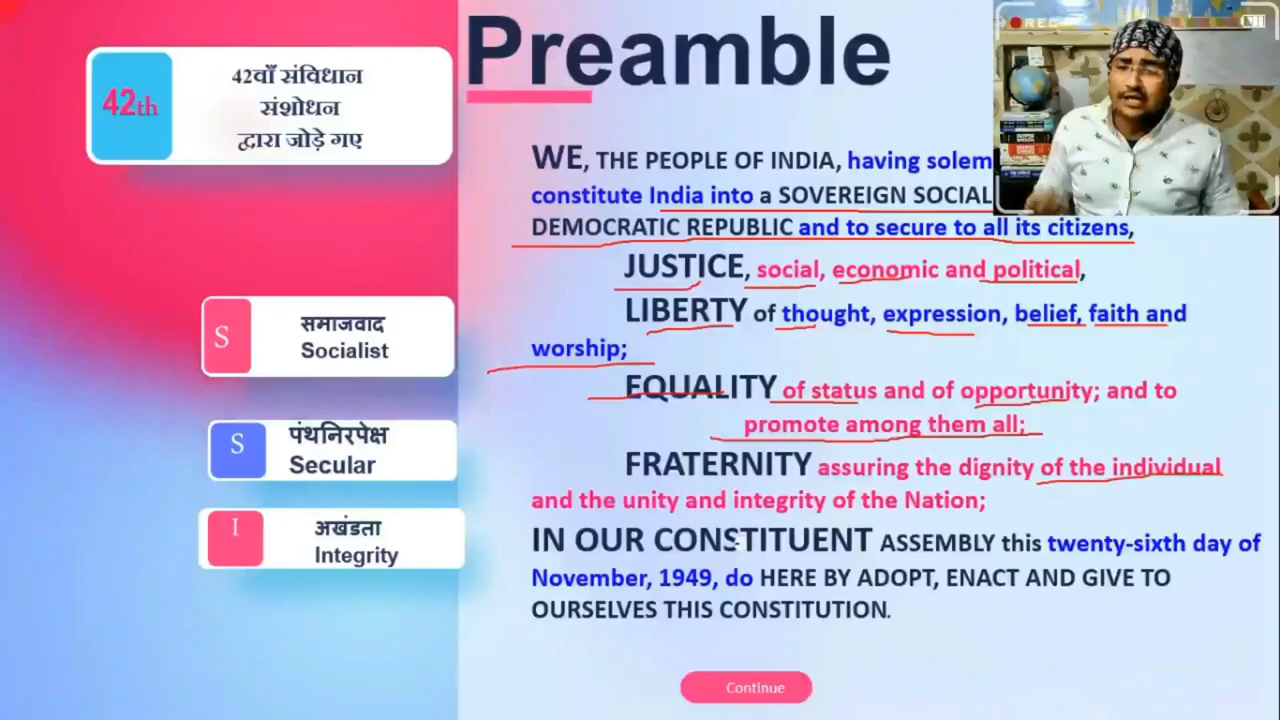 Preamble
42th
42वाँ संविधान
संशोधन
द्वारा जोड़े गए
REC
WE, THE PEOPLE OF INDIA, having solem
constitute India into a SOVEREIGN SOCIAL
DEMOCRATIC REPUBLIC and to secure to all its citizens,
JUSTICE, social, economic and political,
LIBERTY of thought, expression, belief, faith and
worship;
EQUALITY of status and of opportunity; and to
promote among them all;
FRATERNITY assuring the dignity of the individual
and the unity and integrity of the Nation;
IN OUR CONSTITUENT ASSEMBLY this twenty-sixth day of
November, 1949, do HERE BY ADOPT, ENACT AND GIVE TO
OURSELVES THIS CONSTITUTION.
S
समाजवाद
Socialist
S
पंथनिरपेक्ष
Secular
I
अखंडता
Integrity
Continue